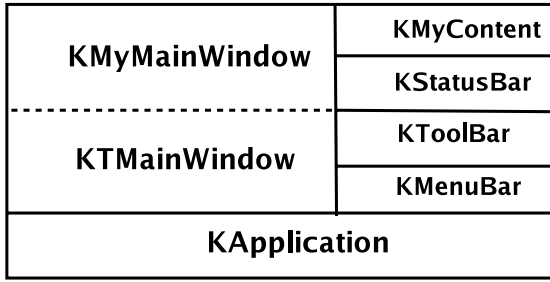 KMyMainWindow
KTMainWindow
KMyContent
KStatusBar
KToolBar
KMenuBar
KApplication